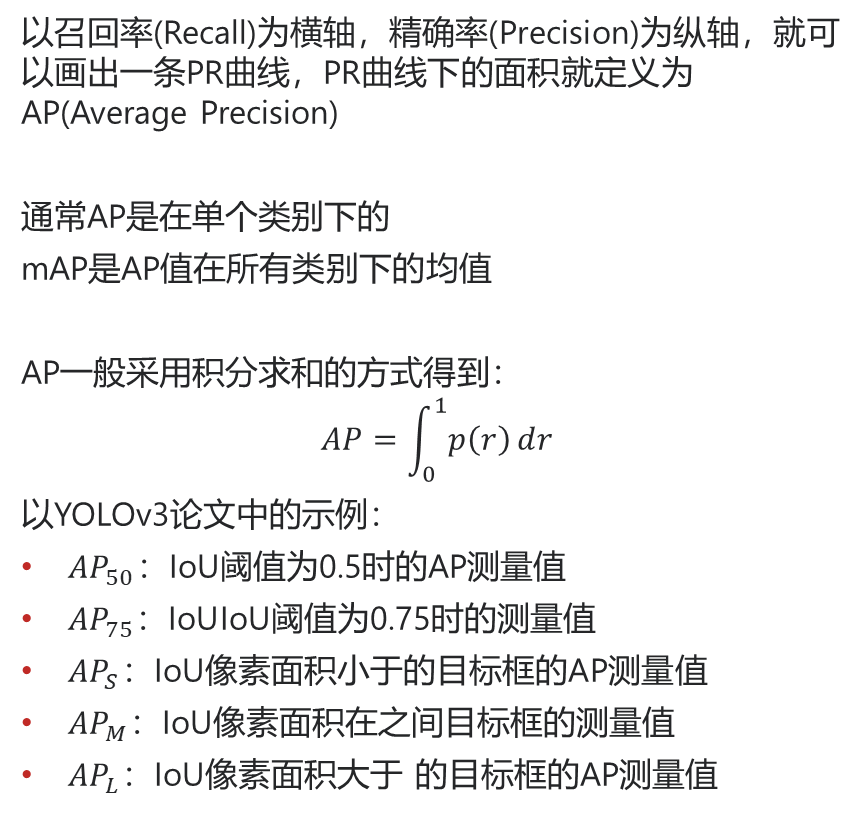 以召回率(Recall)为横轴，精确率(Precision)为纵轴，就可
以画出一条PR曲线，PR曲线下的面积就定义为
AP(Average Precision)
通常AP是在单个类别下的
mAP是AP值在所有类别下的均值
AP一般采用积分求和的方式得到：
AP = ∫₀¹ p(r) dr
以YOLOv3论文中的示例：
• AP₅₀：IoU阈值为0.5时的AP测量值
• AP₇₅：IoUIoU阈值为0.75时的测量值
• AP_S：IoU像素面积小于的目标框的AP测量值
• AP_M：IoU像素面积在之间目标框的测量值
• AP_L：IoU像素面积大于 的目标框的AP测量值